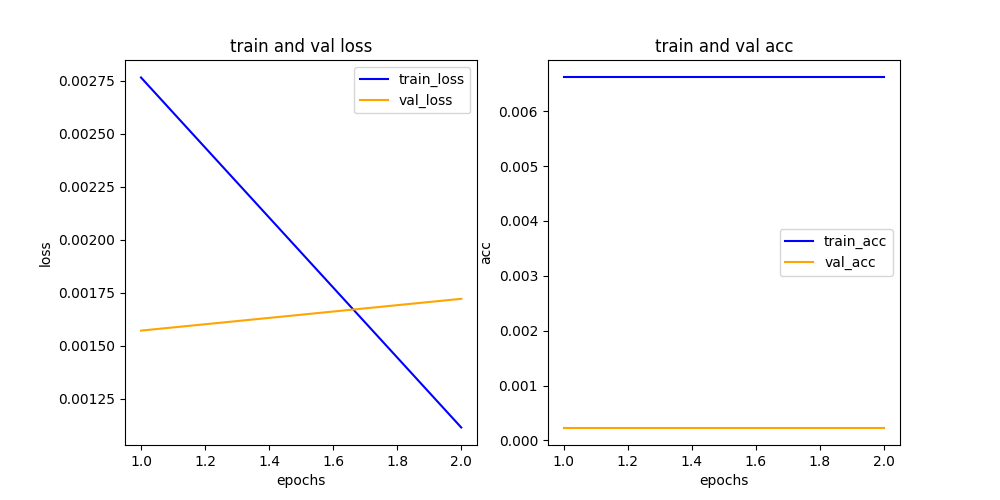 train and val loss
train_loss
val_loss
0.00275
0.00250
0.00225
0.00200
0.00175
0.00150
0.00125
loss
1.0 1.2 1.4 1.6 1.8 2.0
epochs
train and val acc
train_acc
val_acc
0.006
0.005
0.004
0.003
0.002
0.001
0.000
acc
1.0 1.2 1.4 1.6 1.8 2.0
epochs